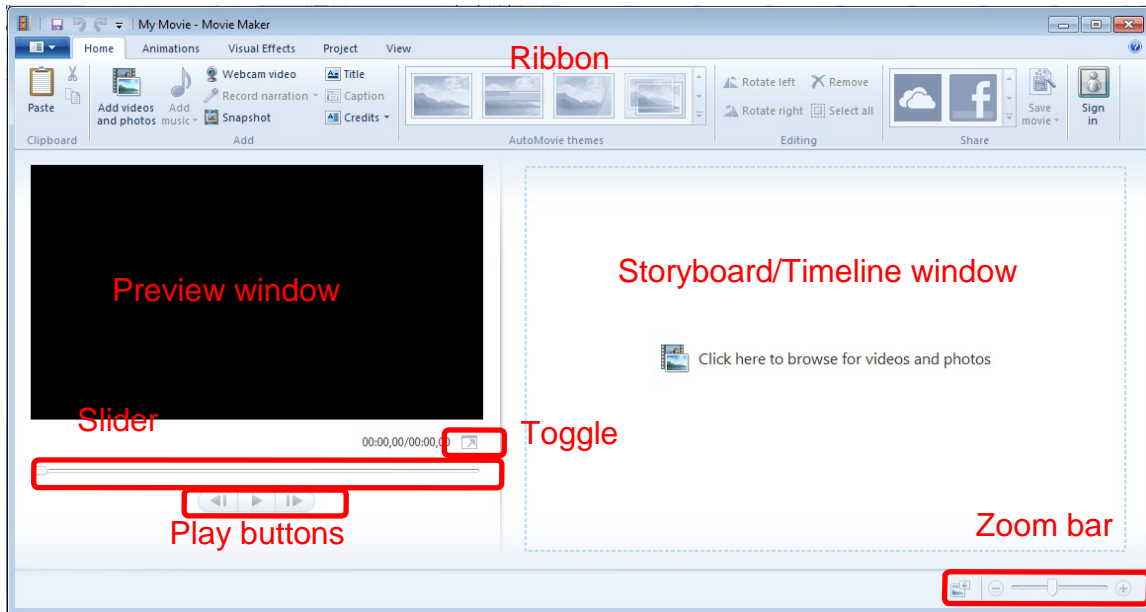 My Movie - Movie Maker
Home Animations Visual Effects Project View
Ribbon
Paste
Clipboard
Add videos and photos
Add music
Webcam video
Record narration
Snapshot
Title
Caption
Credits
Add
AutoMovie themes
Rotate left
Remove
Rotate right
Select all
Editing
f
Share
Save movie
Sign in
Preview window
Storyboard/Timeline window
Click here to browse for videos and photos
Slider
00:00,00/00:00,00
Toggle
Play buttons
Zoom bar